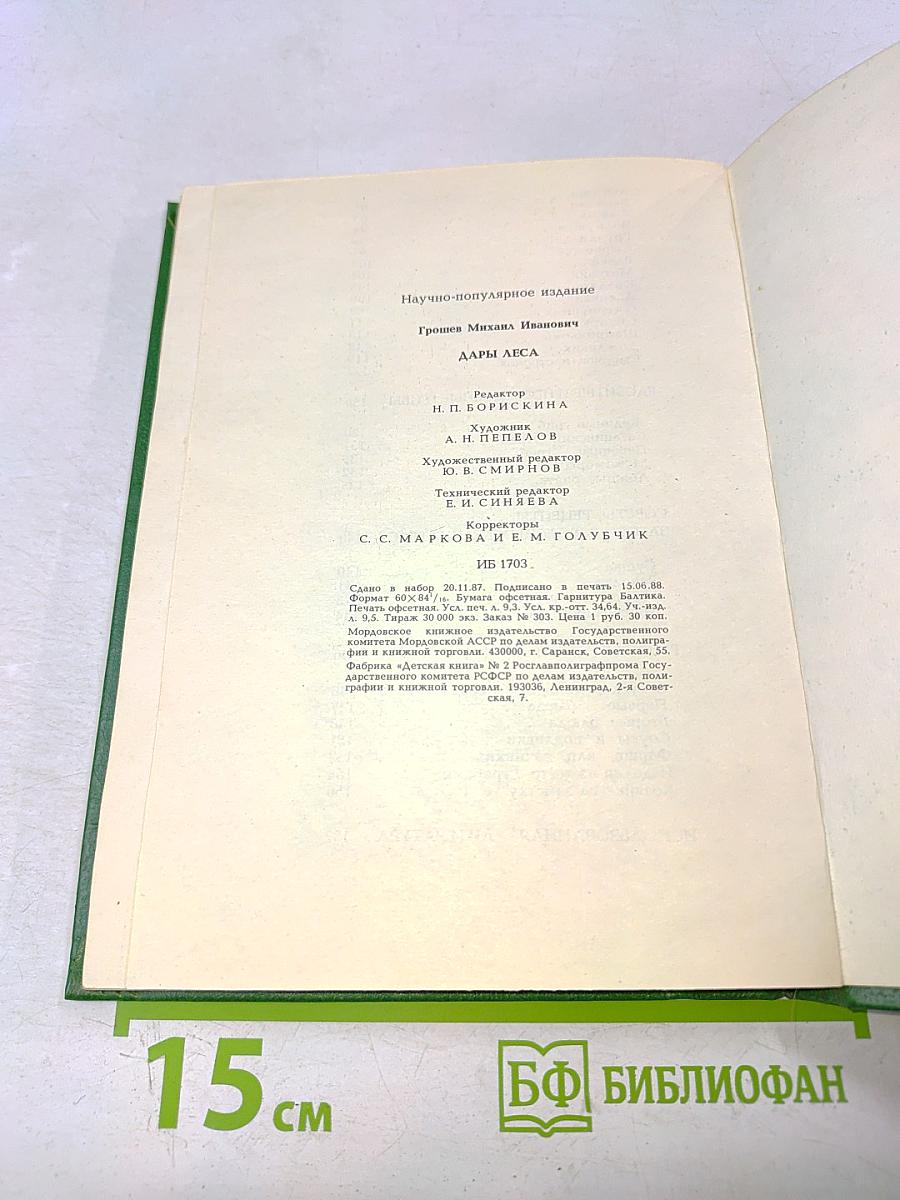 Научно-популярное издание
Грошев Михаил Иванович
ДАРЫ ЛЕСА
Редактор
Н. П. БОРИСКИНА
Художник
А. Н. ПЕПЕЛОВ
Художественный редактор
Ю. В. СМИРНОВ
Технический редактор
Е. И. СИНЯЕВА
Корректоры
С. С. МАРКОВА И Е. М. ГОЛУБЧИК
ИБ 1703
Сдано в набор 20.11.87. Подписано в печать 15.06.88.
Формат 60×84¹/₁₆. Бумага офсетная. Гарнитура Балтика.
Печать офсетная. Усл. печ. л. 9,3. Усл. кр.-отт. 34,64. Уч.-изд.
л. 9,5. Тираж 30 000 экз. Заказ № 303. Цена 1 руб. 30 коп.
Мордовское книжное издательство Государственного
комитета Мордовской АССР по делам издательств, полигра-
фии и книжной торговли. 430000, г. Саранск, Советская, 55.
Фабрика «Детская книга» № 2 Росглавполиграфпрома Госу-
дарственного комитета РСФСР по делам издательств, поли-
графии и книжной торговли. 193036, Ленинград, 2-я Совет-
ская, 7.
15 см
БФ БИБЛИОФАН